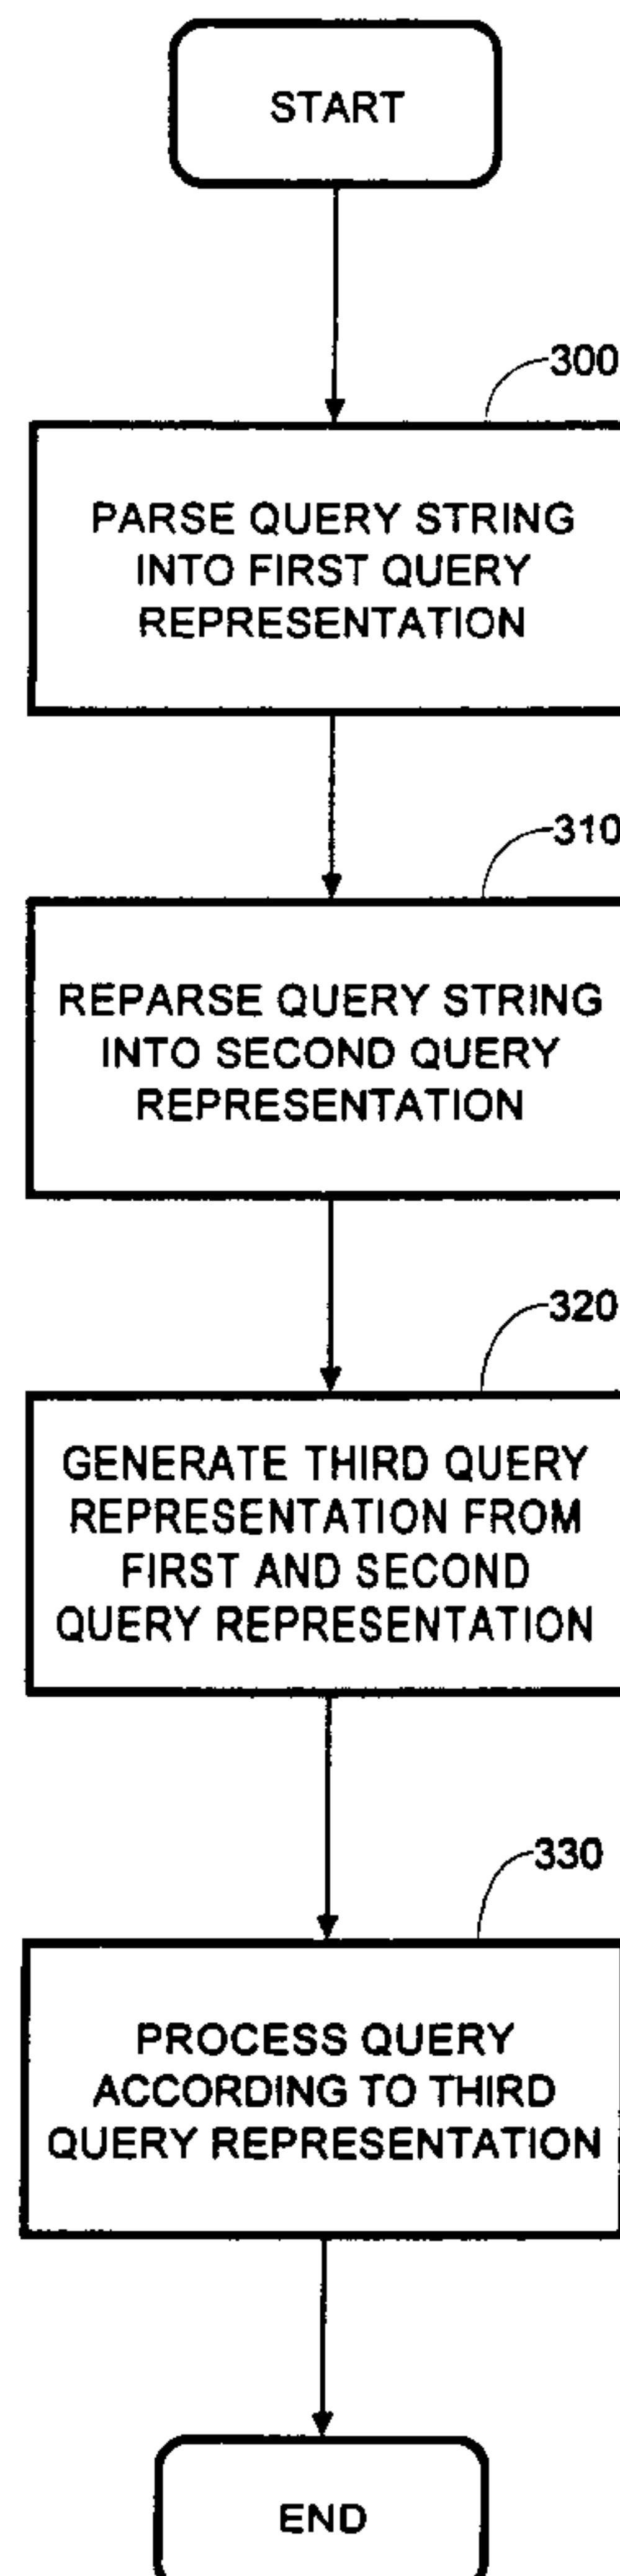 START
300
PARSE QUERY STRING
INTO FIRST QUERY
REPRESENTATION
310
REPARSE QUERY STRING
INTO SECOND QUERY
REPRESENTATION
320
GENERATE THIRD QUERY
REPRESENTATION FROM
FIRST AND SECOND
QUERY REPRESENTATION
330
PROCESS QUERY
ACCORDING TO THIRD
QUERY REPRESENTATION
END